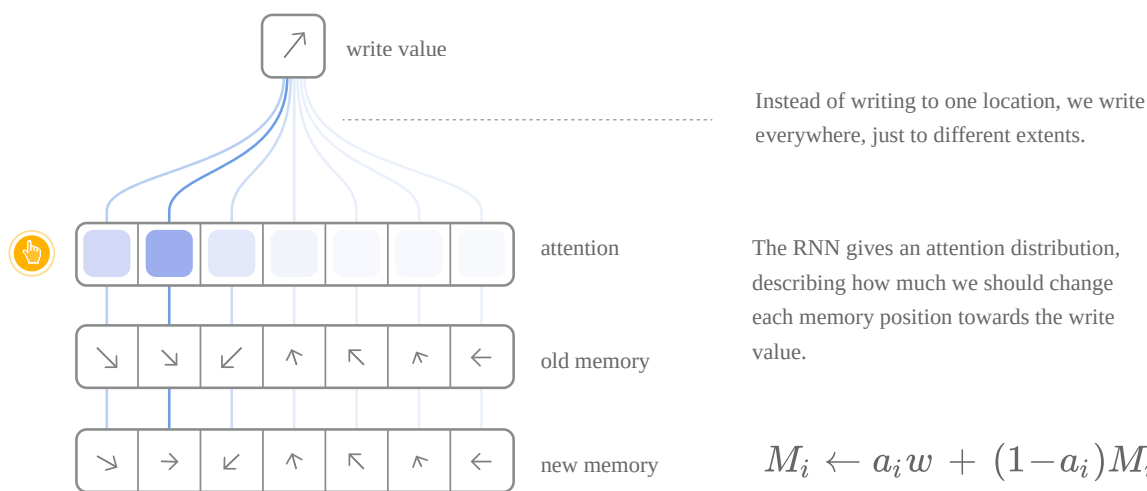 write value
Instead of writing to one location, we write
everywhere, just to different extents.
attention
The RNN gives an attention distribution,
describing how much we should change
each memory position towards the write
value.
old memory
new memory
M_i ← a_i w + (1−a_i)M_i